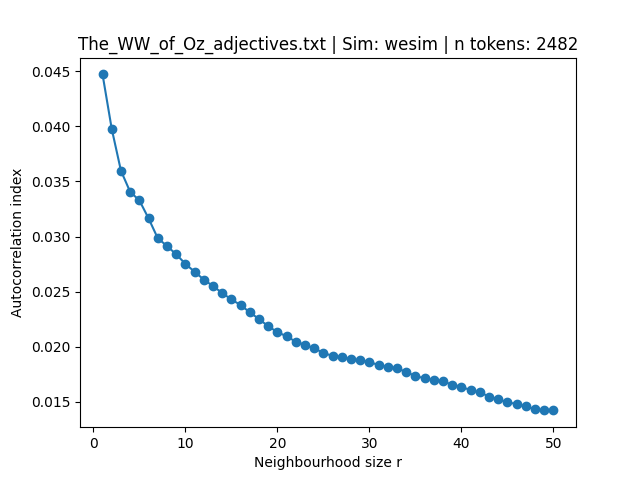 The_WW_of_Oz_adjectives.txt | Sim: wesim | n tokens: 2482
0.045
0.040
0.035
0.030
0.025
0.020
0.015
Autocorrelation index
0 10 20 30 40 50
Neighbourhood size r